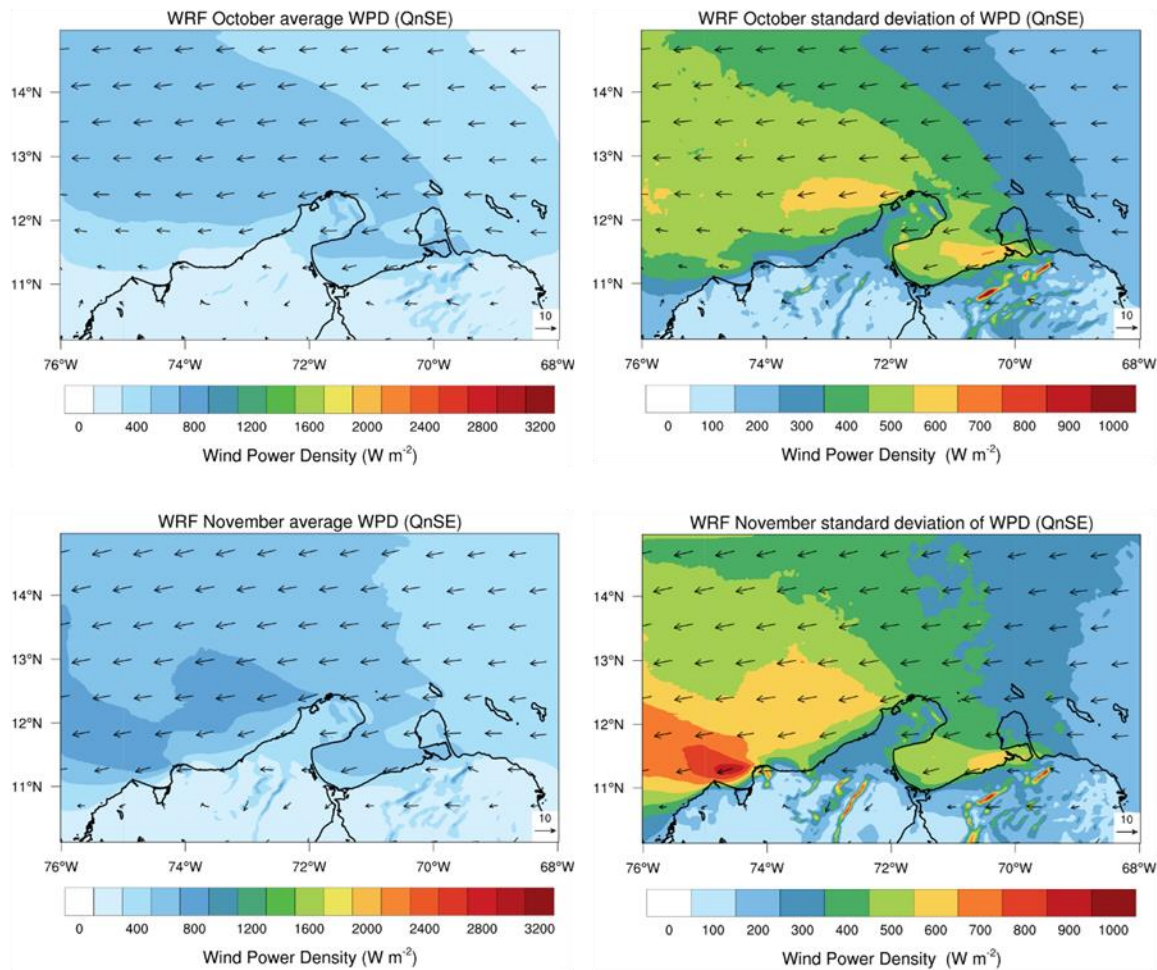 WRF October average WPD (QnSE)
14°N
13°N
12°N
11°N
10
76°W 74°W 72°W 70°W 68°W
0 400 800 1200 1600 2000 2400 2800 3200
Wind Power Density (W m⁻²)
WRF October standard deviation of WPD (QnSE)
14°N
13°N
12°N
11°N
10
76°W 74°W 72°W 70°W 68°W
0 100 200 300 400 500 600 700 800 900 1000
Wind Power Density (W m⁻²)
WRF November average WPD (QnSE)
14°N
13°N
12°N
11°N
10
76°W 74°W 72°W 70°W 68°W
0 400 800 1200 1600 2000 2400 2800 3200
Wind Power Density (W m⁻²)
WRF November standard deviation of WPD (QnSE)
14°N
13°N
12°N
11°N
10
76°W 74°W 72°W 70°W 68°W
0 100 200 300 400 500 600 700 800 900 1000
Wind Power Density (W m⁻²)